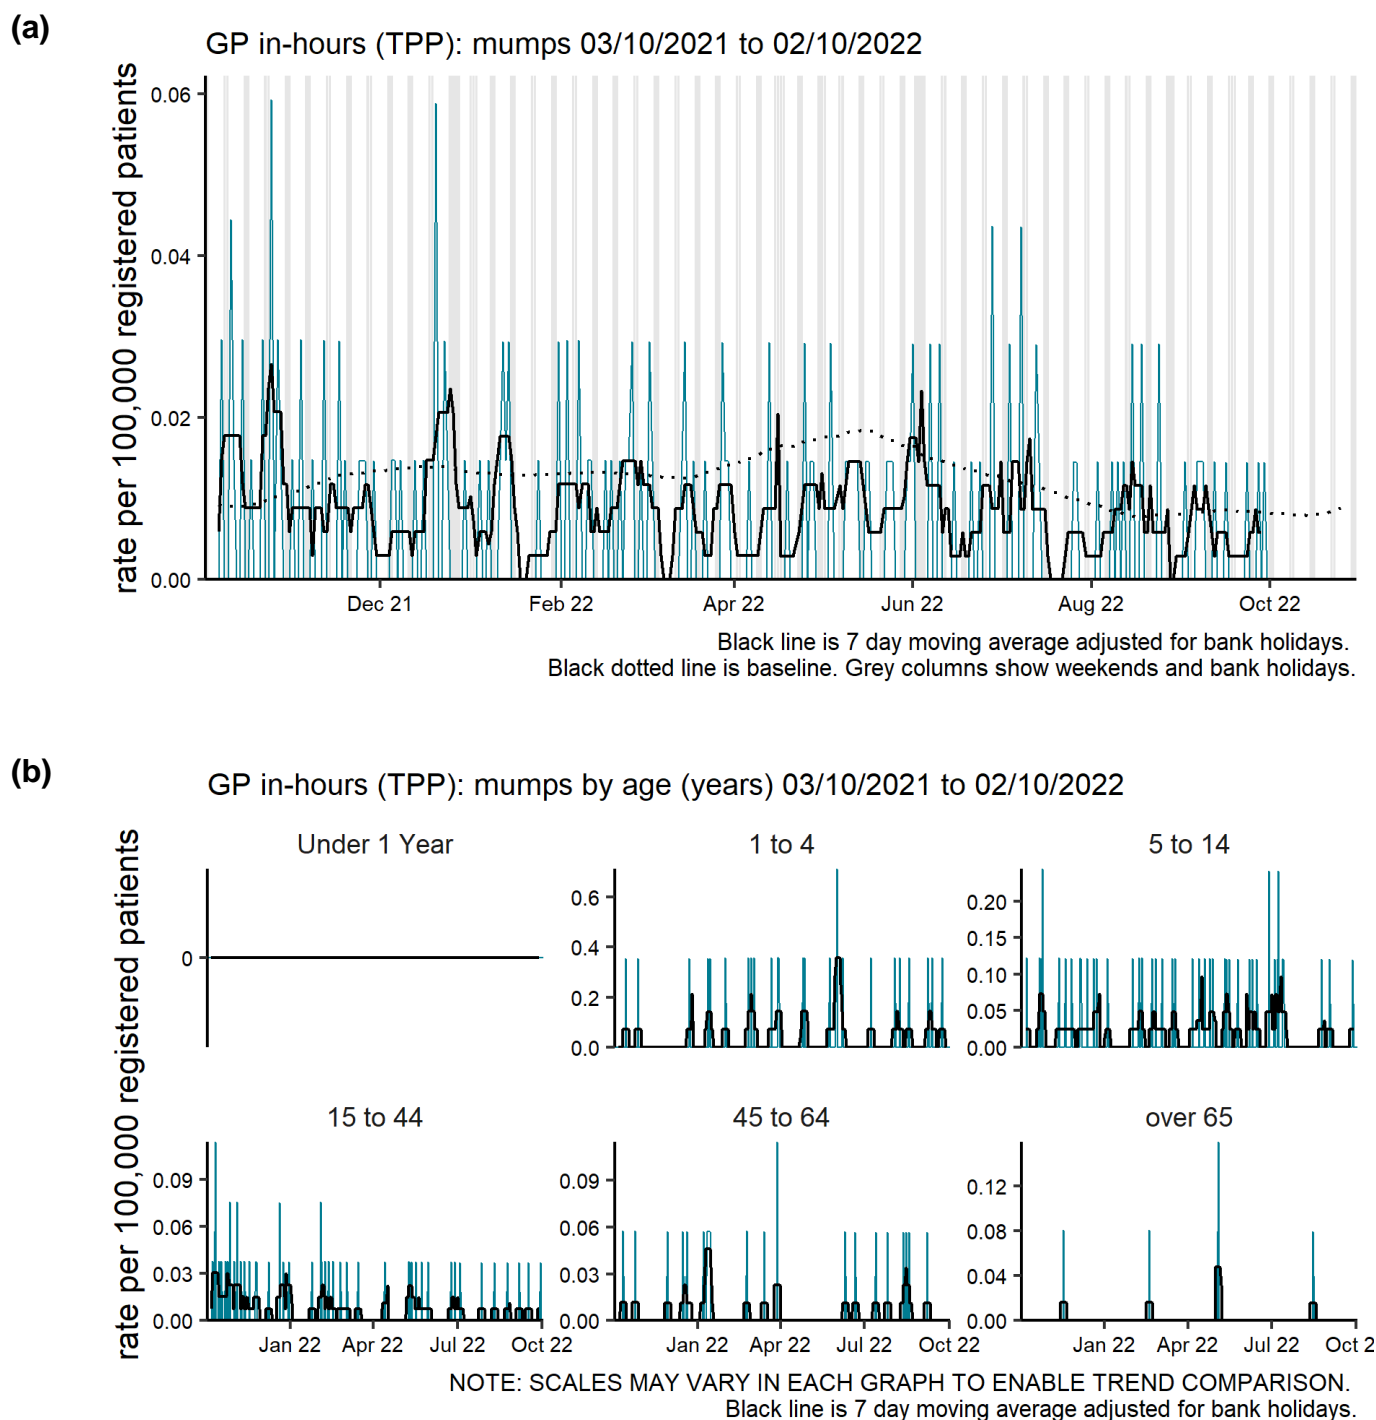 (a)
GP in-hours (TPP): mumps 03/10/2021 to 02/10/2022
rate per 100,000 registered patients
0.06
0.04
0.02
0.00
Dec 21 Feb 22 Apr 22 Jun 22 Aug 22 Oct 22
Black line is 7 day moving average adjusted for bank holidays.
Black dotted line is baseline. Grey columns show weekends and bank holidays.
(b)
GP in-hours (TPP): mumps by age (years) 03/10/2021 to 02/10/2022
rate per 100,000 registered patients
Under 1 Year
0
1 to 4
0.6
0.4
0.2
0.0
5 to 14
0.20
0.15
0.10
0.05
0.00
15 to 44
0.09
0.06
0.03
0.00
Jan 22 Apr 22 Jul 22 Oct 22
45 to 64
0.09
0.06
0.03
0.00
Jan 22 Apr 22 Jul 22 Oct 22
over 65
0.12
0.08
0.04
0.00
Jan 22 Apr 22 Jul 22 Oct 2
NOTE: SCALES MAY VARY IN EACH GRAPH TO ENABLE TREND COMPARISON.
Black line is 7 day moving average adjusted for bank holidays.